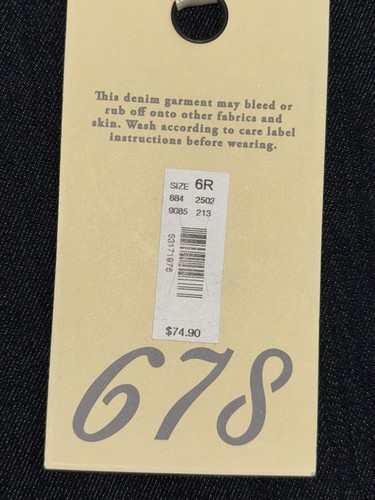 This denim garment may bleed or
rub off onto other fabrics and
skin. Wash according to care label
instructions before wearing.
SIZE 6R
884 2502
9085 213
53171976
$74.90
678